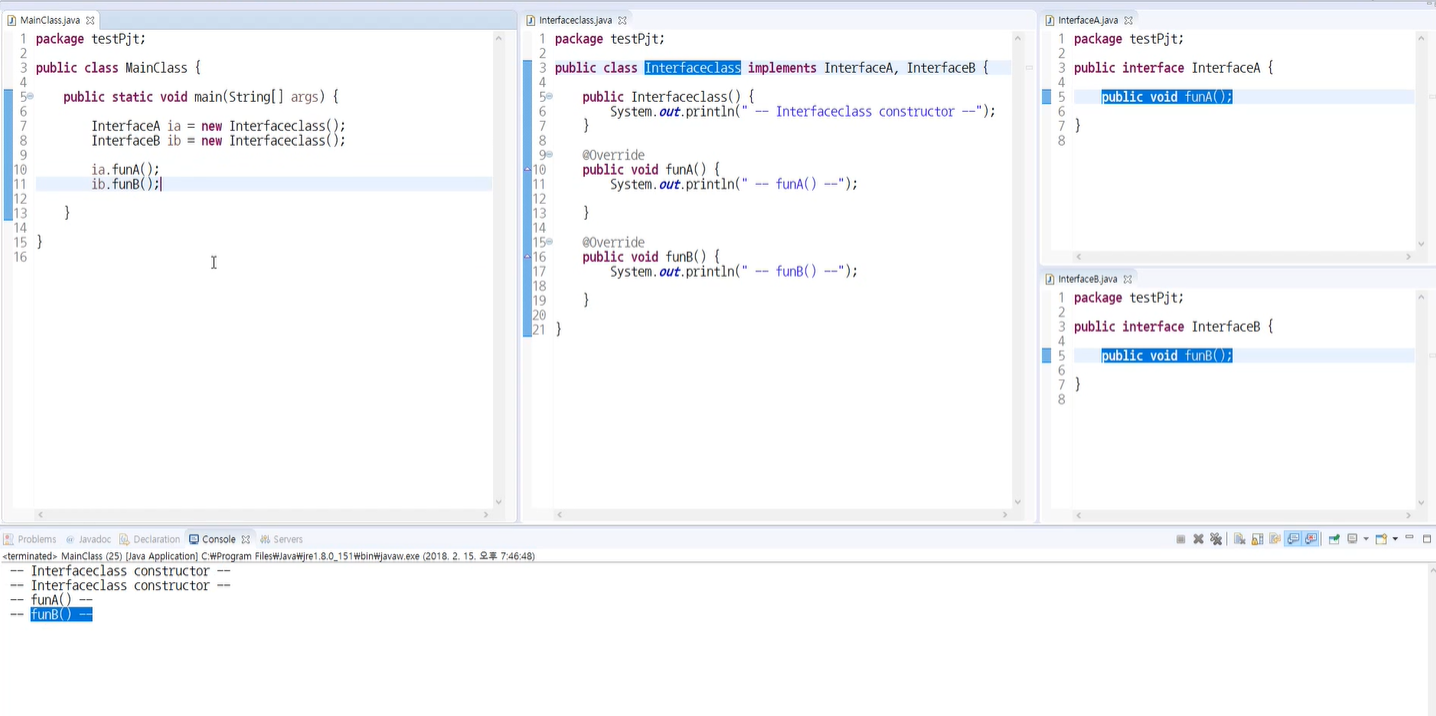 MainClass.java
1 package testPjt;
2
3 public class MainClass {
4
5 public static void main(String[] args) {
6
7 InterfaceA ia = new Interfaceclass();
8 InterfaceB ib = new Interfaceclass();
9
10 ia.funA();
11 ib.funB();
12
13 }
14
15 }
16
Interfaceclass.java
1 package testPjt;
2
3 public class Interfaceclass implements InterfaceA, InterfaceB {
4
5 public Interfaceclass() {
6 System.out.println(" -- Interfaceclass constructor --");
7 }
8
9 @Override
10 public void funA() {
11 System.out.println(" -- funA() --");
12
13 }
14
15 @Override
16 public void funB() {
17 System.out.println(" -- funB() --");
18
19 }
20
21 }
InterfaceA.java
1 package testPjt;
2
3 public interface InterfaceA {
4
5 public void funA();
6
7 }
8
InterfaceB.java
1 package testPjt;
2
3 public interface InterfaceB {
4
5 public void funB();
6
7 }
8
Problems Javadoc Declaration Console Servers
<terminated> MainClass (25) [Java Application] C:₩Program Files₩Java₩jre1.8.0_151₩bin₩javaw.exe (2018. 2. 15. 오후 7:46:48)
-- Interfaceclass constructor --
-- Interfaceclass constructor --
-- funA() --
-- funB() --